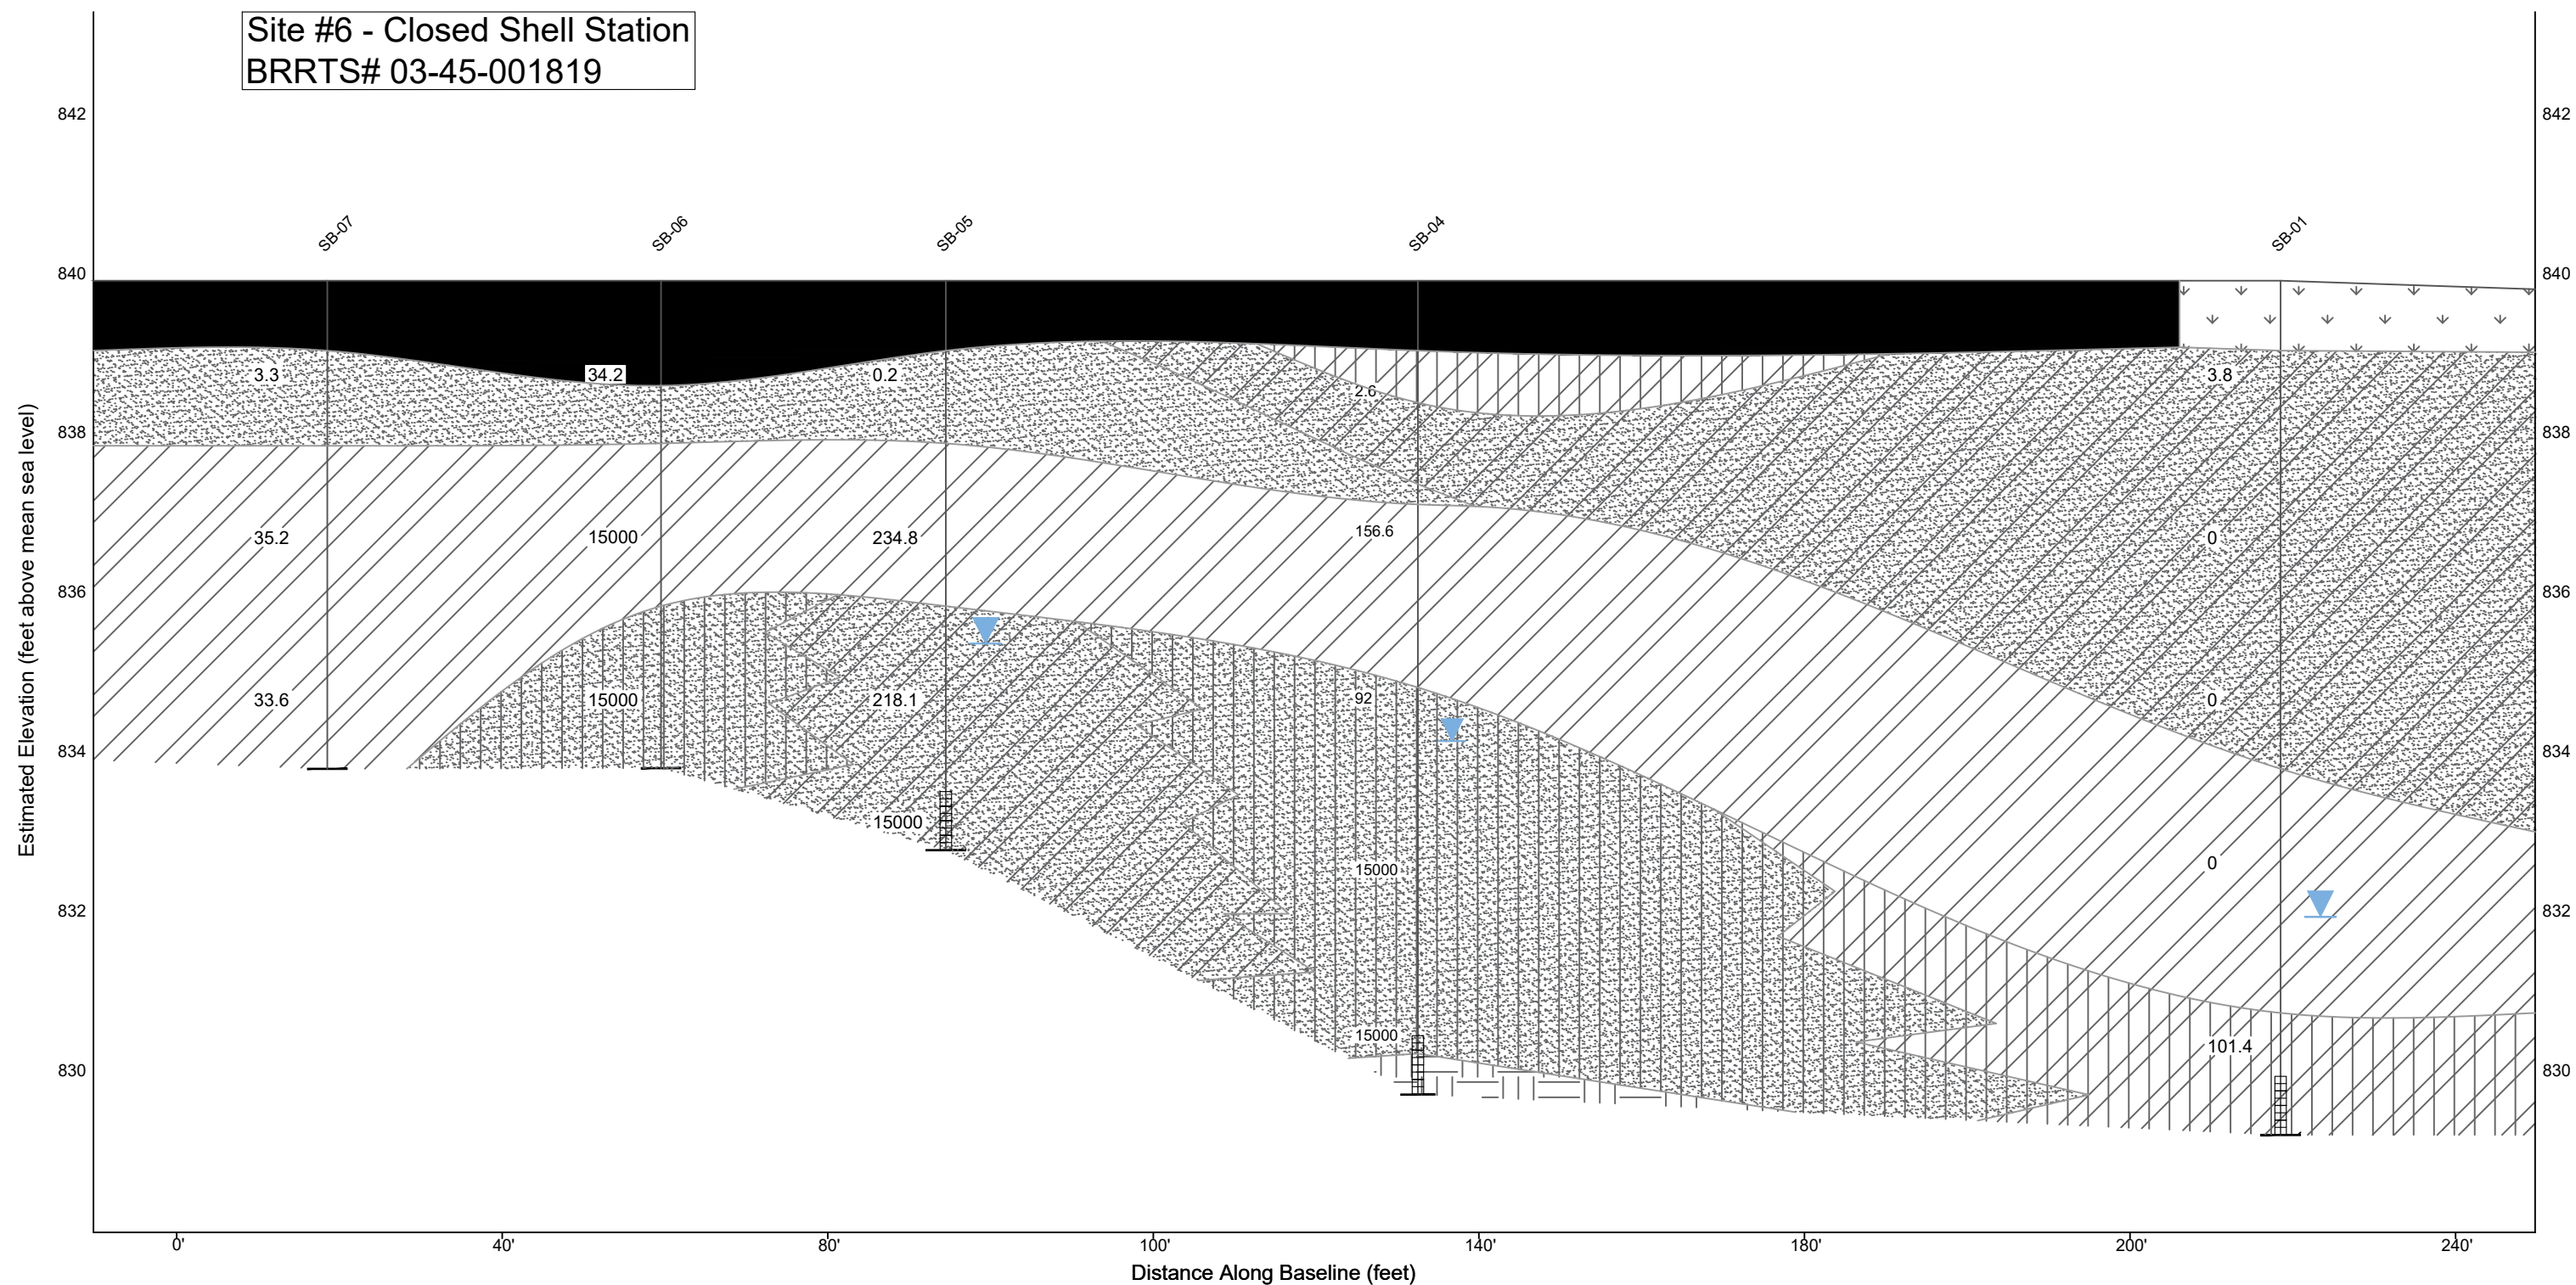 Site #6 - Closed Shell Station
BRRTS# 03-45-001819
842 842
SB-07 SB-06 SB-05 SB-04 SB-01
840 840
3.3 34.2 0.2 2.6 3.8
838 838
35.2 15000 234.8 156.6 0
836 836
33.6 15000 218.1 92 0
834 834
15000 15000 0
832 832
15000 101.4
830 830
Estimated Elevation (feet above mean sea level)
0' 40' 80' 100' 140' 180' 200' 240'
Distance Along Baseline (feet)